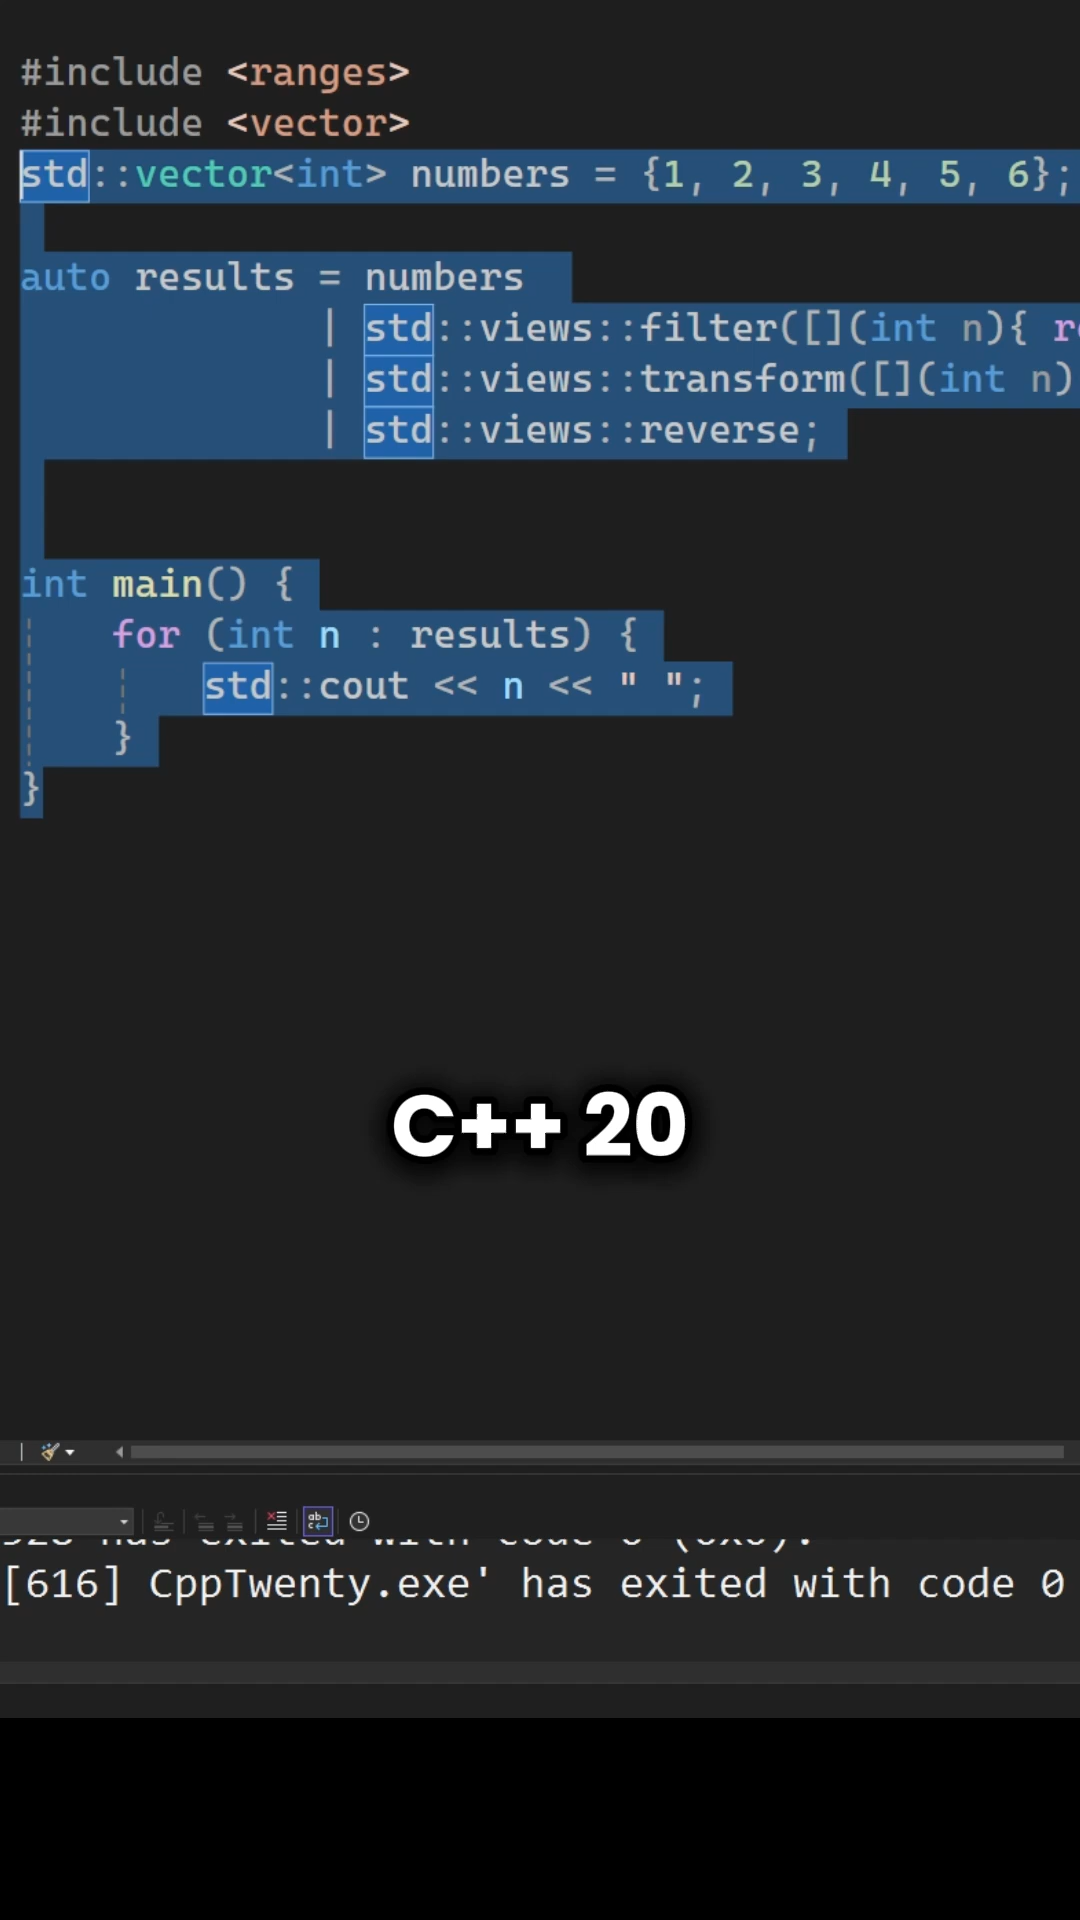 #include <ranges>
#include <vector>
std::vector<int> numbers = {1, 2, 3, 4, 5, 6};
auto results = numbers
| std::views::filter([](int n){
| std::views::transform([](int n)
| std::views::reverse;
int main() {
for (int n : results) {
std::cout << n << " ";
}
}
C++ 20
[616] CppTwenty.exe' has exited with code 0